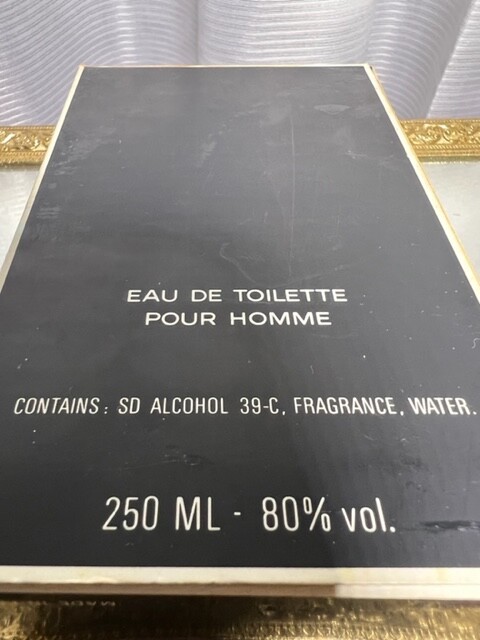 EAU DE TOILETTE
POUR HOMME
CONTAINS: SD ALCOHOL 39-C, FRAGRANCE, WATER.
250 ML - 80% vol.